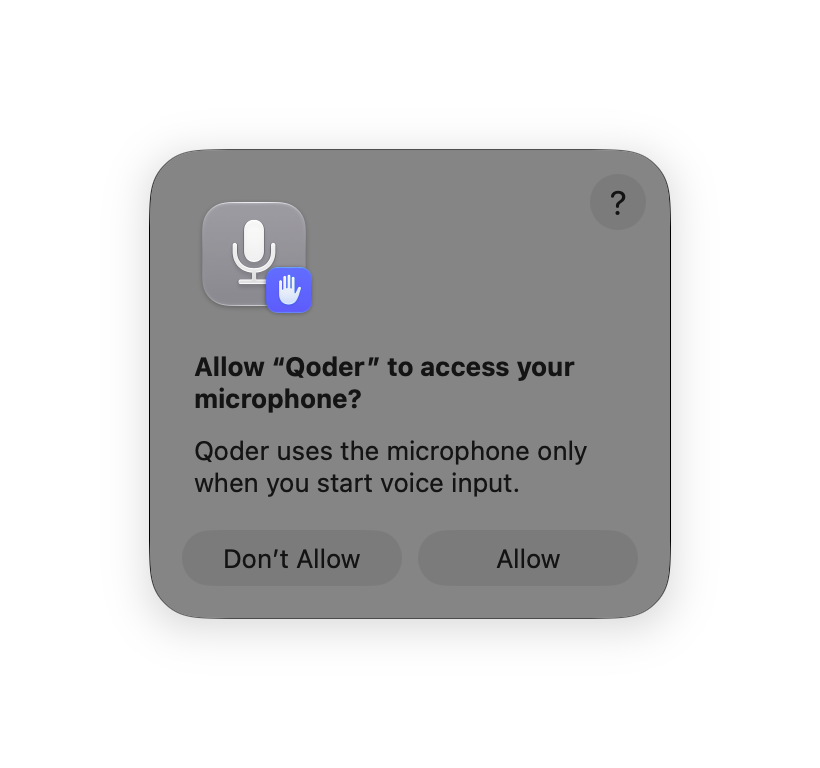 ?
Allow “Qoder” to access your
microphone?
Qoder uses the microphone only
when you start voice input.
Don’t Allow
Allow